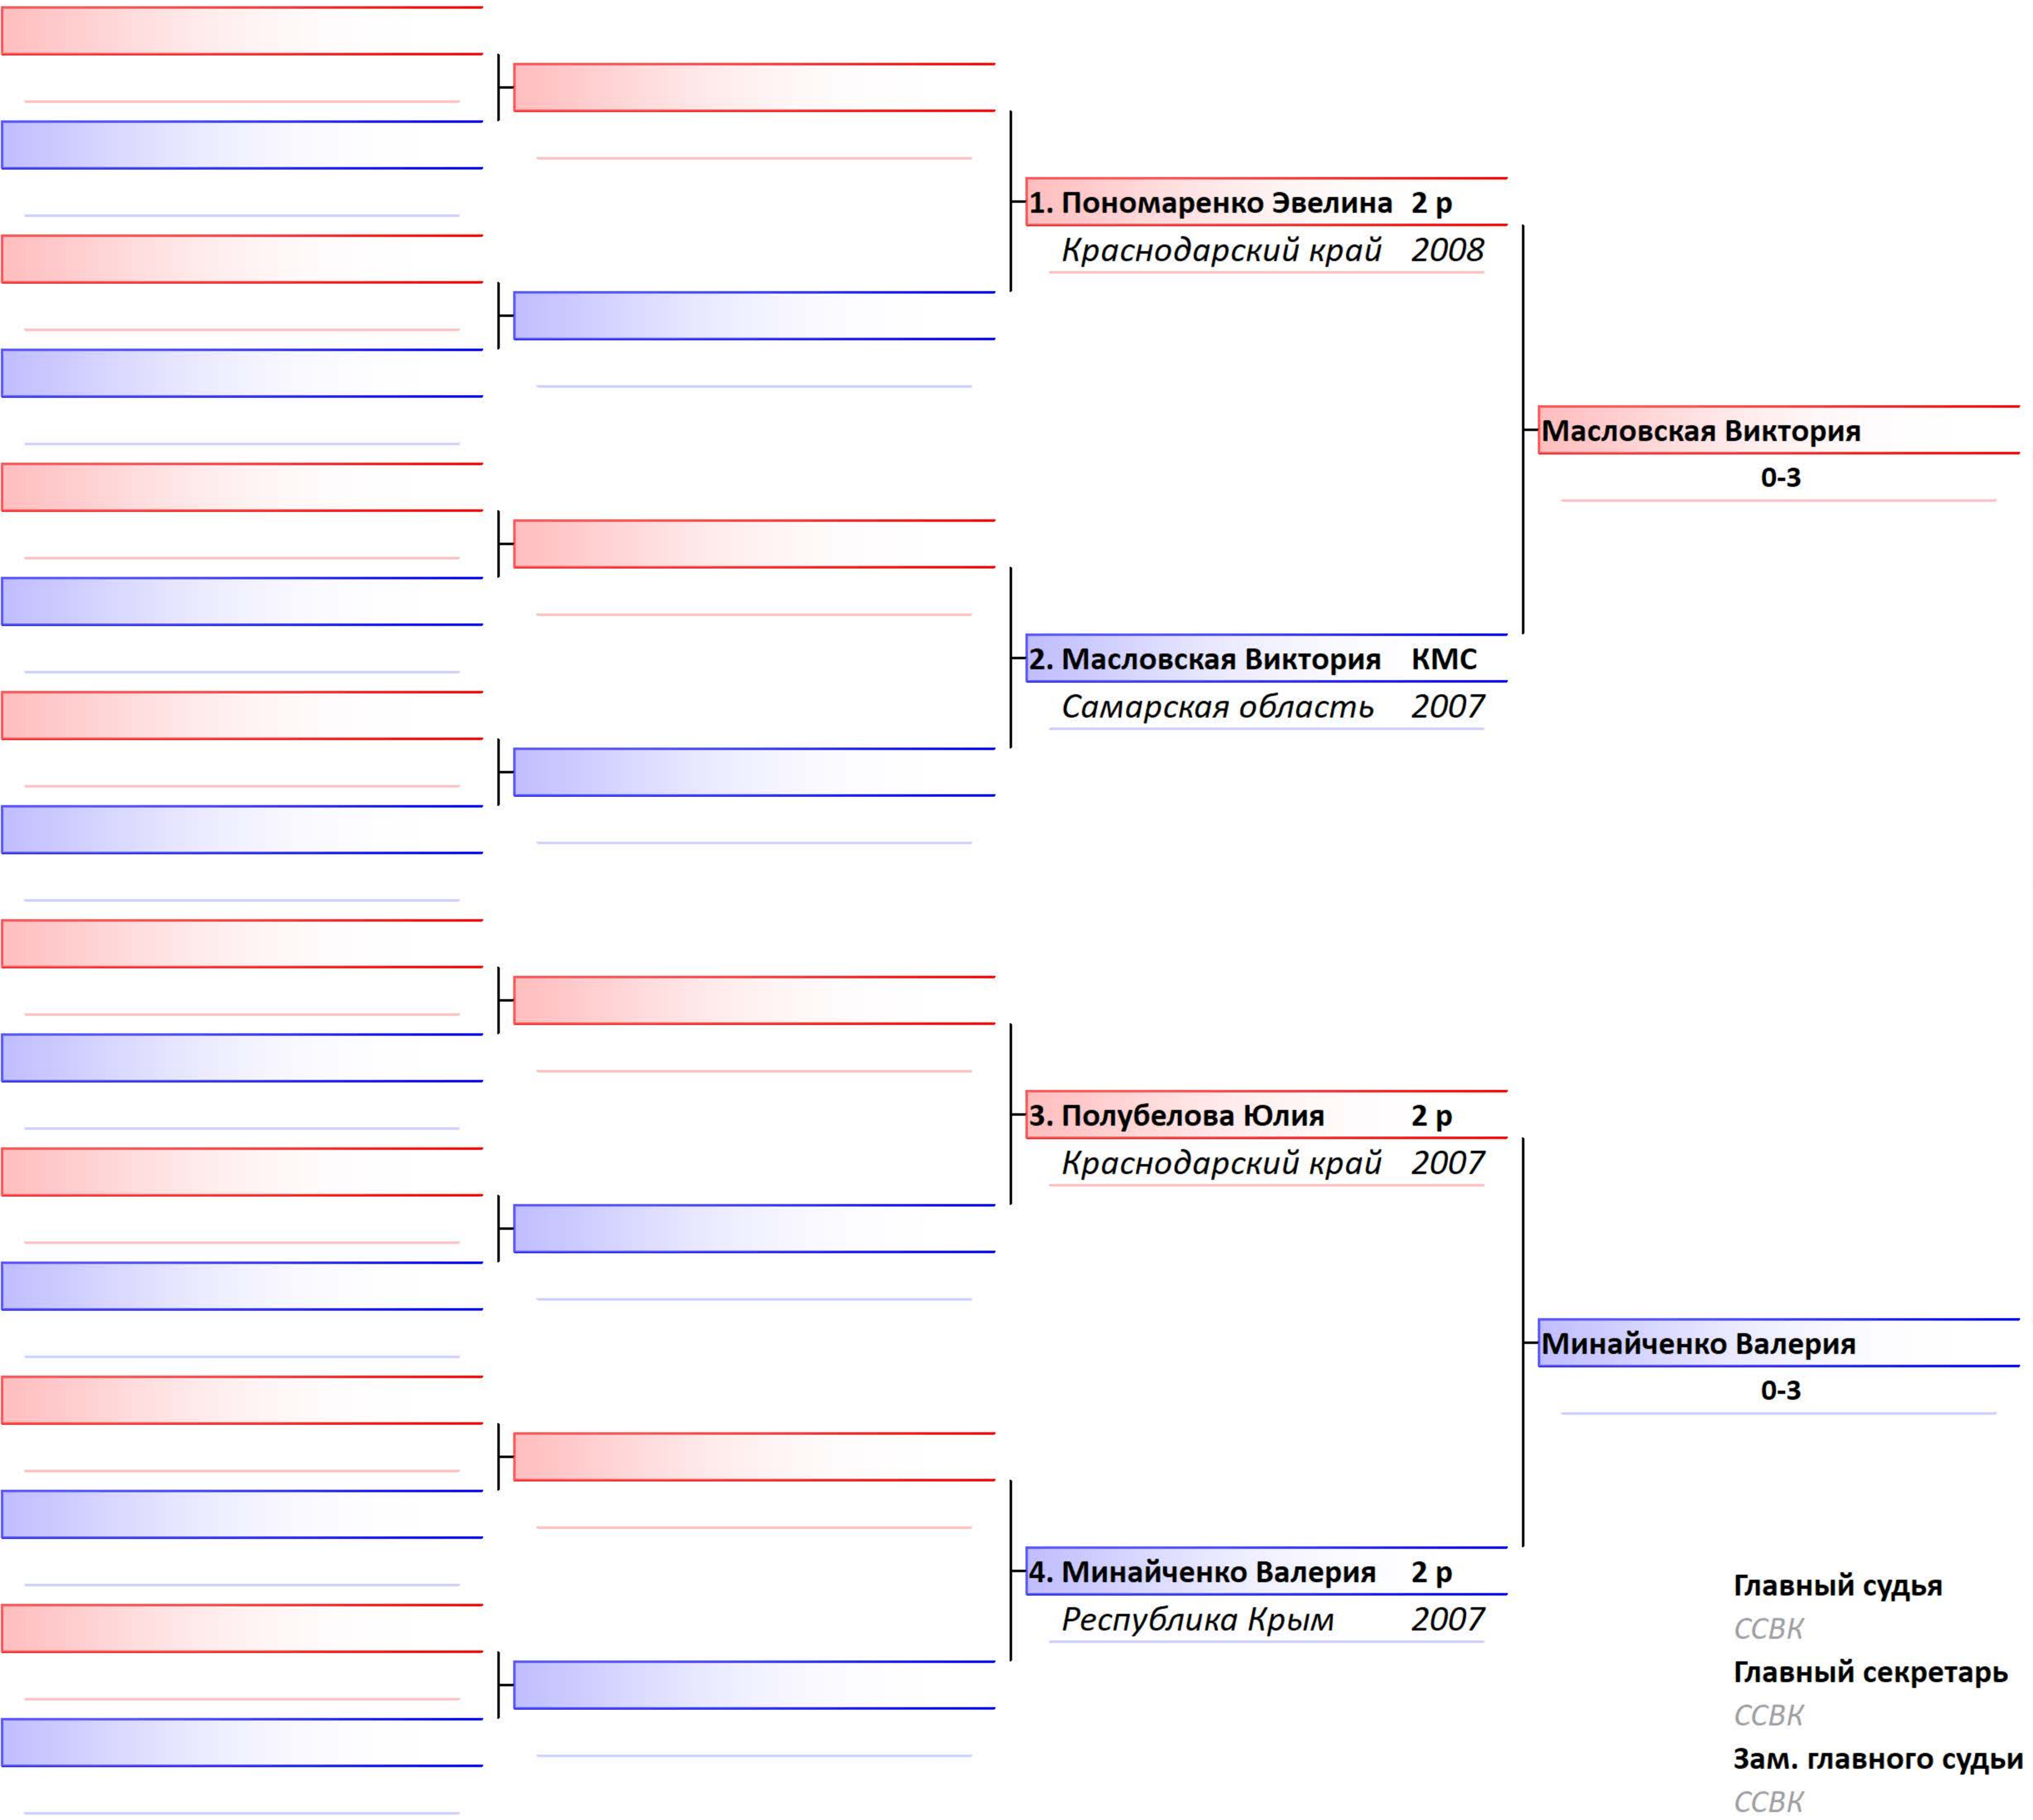 1. Пономаренко Эвелина 2 р
Краснодарский край 2008
Масловская Виктория
0-3
2. Масловская Виктория КМС
Самарская область 2007
3. Полубелова Юлия 2 р
Краснодарский край 2007
Минайченко Валерия
0-3
4. Минайченко Валерия 2 р
Республика Крым 2007
Главный судья
ССВК
Главный секретарь
ССВК
Зам. главного судьи
ССВК